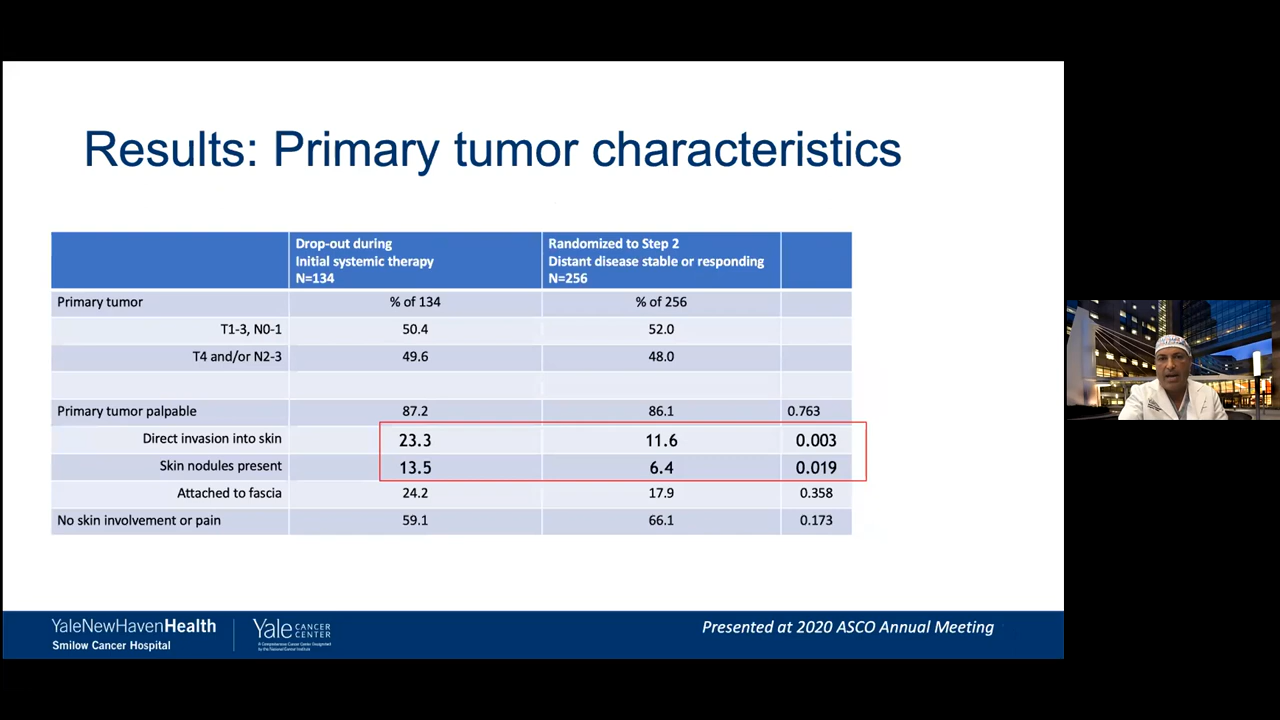 Results: Primary tumor characteristics
Drop-out during Initial systemic therapy N=134 Randomized to Step 2 Distant disease stable or responding N=256
Primary tumor % of 134 % of 256
T1-3, N0-1 50.4 52.0
T4 and/or N2-3 49.6 48.0
Primary tumor palpable 87.2 86.1 0.763
Direct invasion into skin 23.3 11.6 0.003
Skin nodules present 13.5 6.4 0.019
Attached to fascia 24.2 17.9 0.358
No skin involvement or pain 59.1 66.1 0.173
YaleNewHavenHealth
Smilow Cancer Hospital
Yale CANCER CENTER
A Comprehensive Cancer Center Designated
by the National Cancer Institute
Presented at 2020 ASCO Annual Meeting